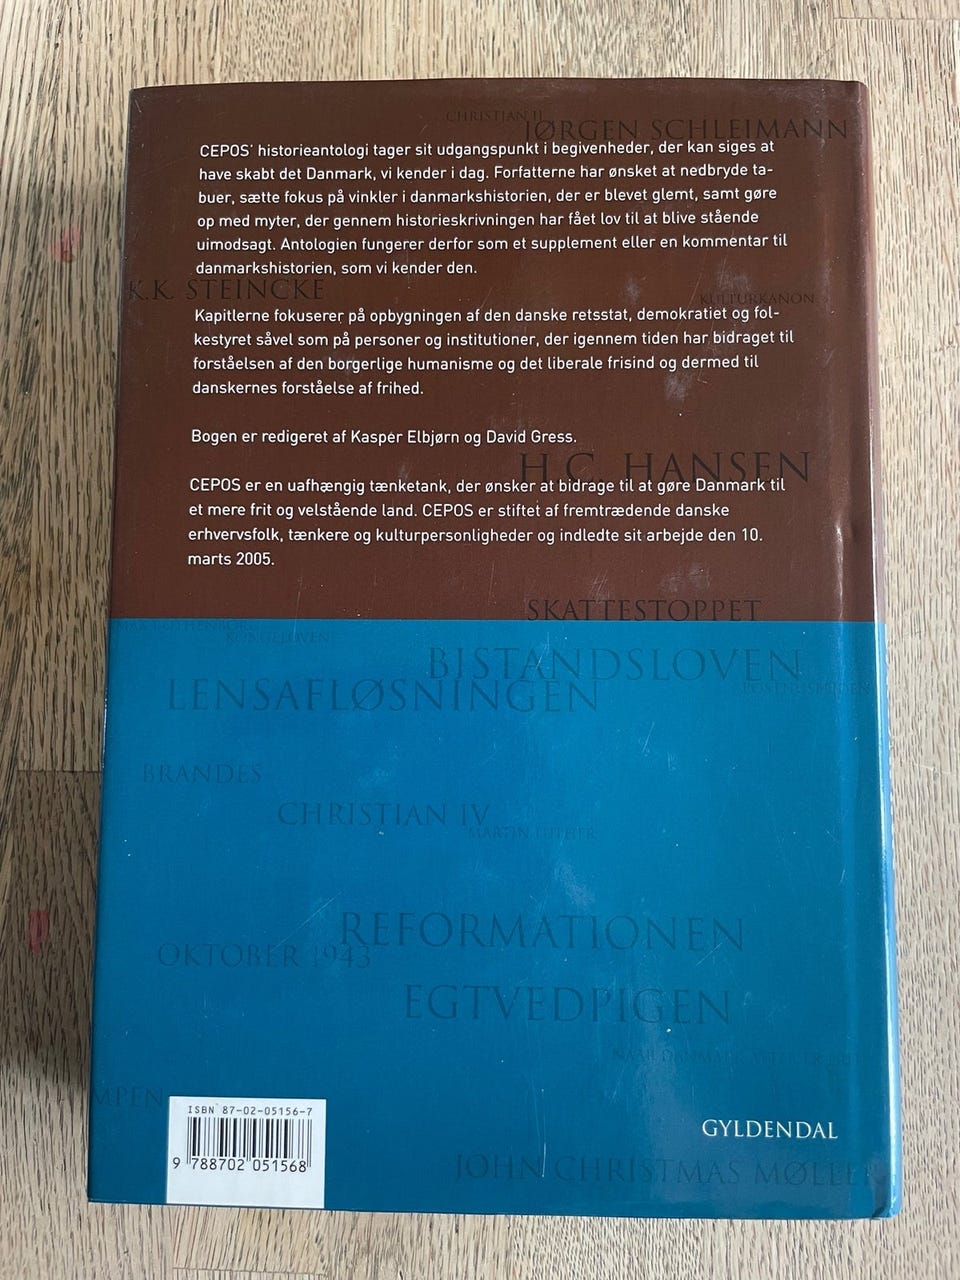 CHRISTIAN II
JØRGEN SCHLEIMANN
CEPOS' historieantologi tager sit udgangspunkt i begivenheder, der kan siges at
have skabt det Danmark, vi kender i dag. Forfatterne har ønsket at nedbryde ta-
buer, sætte fokus på vinkler i danmarkshistorien, der er blevet glemt, samt gøre
op med myter, der gennem historieskrivningen har fået lov til at blive stående
uimodsagt. Antologien fungerer derfor som et supplement eller en kommentar til
danmarkshistorien, som vi kender den.
K.K. STEINCKE
KULTURKANON
Kapitlerne fokuserer på opbygningen af den danske retsstat, demokratiet og fol-
kestyret såvel som på personer og institutioner, der igennem tiden har bidraget til
forståelsen af den borgerlige humanisme og det liberale frisind og dermed til
danskernes forståelse af frihed.
Bogen er redigeret af Kasper Elbjørn og David Gress.
H.C. HANSEN
CEPOS er en uafhængig tænketank, der ønsker at bidrage til at gøre Danmark til
et mere frit og velstående land. CEPOS er stiftet af fremtrædende danske
erhvervsfolk, tænkere og kulturpersonligheder og indledte sit arbejde den 10.
marts 2005.
SKATTESTOPPET
KONGELOVEN
BISTANDSLOVEN
LENSAFLØSNINGEN
BRANDES
CHRISTIAN IV
MARTIN LUTHER
REFORMATIONEN
OKTOBER 1943
EGTVEDPIGEN
MPEN
ISBN 87-02-05156-7
9 788702 051568
GYLDENDAL
JOHN CHRISTMAS MØLLER